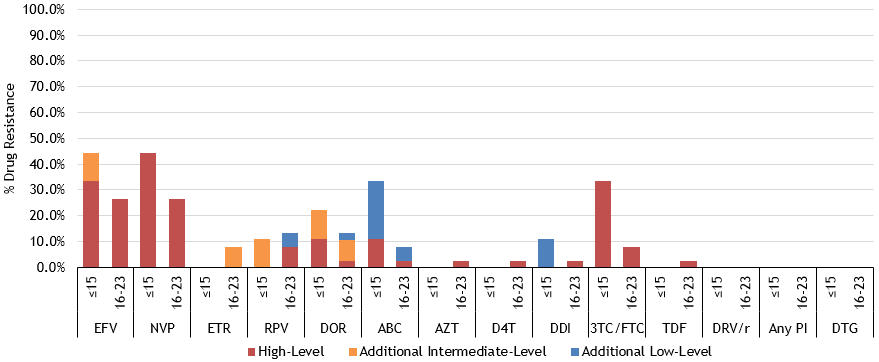 100.0%
90.0%
80.0%
70.0%
60.0%
50.0%
40.0%
30.0%
20.0%
10.0%
0.0%
% Drug Resistance
≤15 16-23 ≤15 16-23 ≤15 16-23 ≤15 16-23 ≤15 16-23 ≤15 16-23 ≤15 16-23 ≤15 16-23 ≤15 16-23 ≤15 16-23 ≤15 16-23 ≤15 16-23 ≤15 16-23 ≤15 16-23
EFV NVP ETR RPV DOR ABC AZT D4T DDI 3TC/FTC TDF DRV/r Any PI DTG
High-Level Additional Intermediate-Level Additional Low-Level